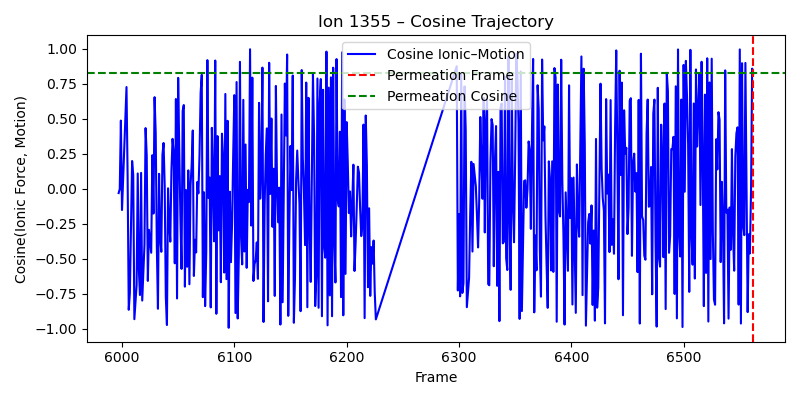 Ion 1355 – Cosine Trajectory
Cosine(Ionic Force, Motion)
1.00
0.75
0.50
0.25
0.00
−0.25
−0.50
−0.75
−1.00
Cosine Ionic–Motion
Permeation Frame
Permeation Cosine
6000
6100
6200
6300
6400
6500
Frame